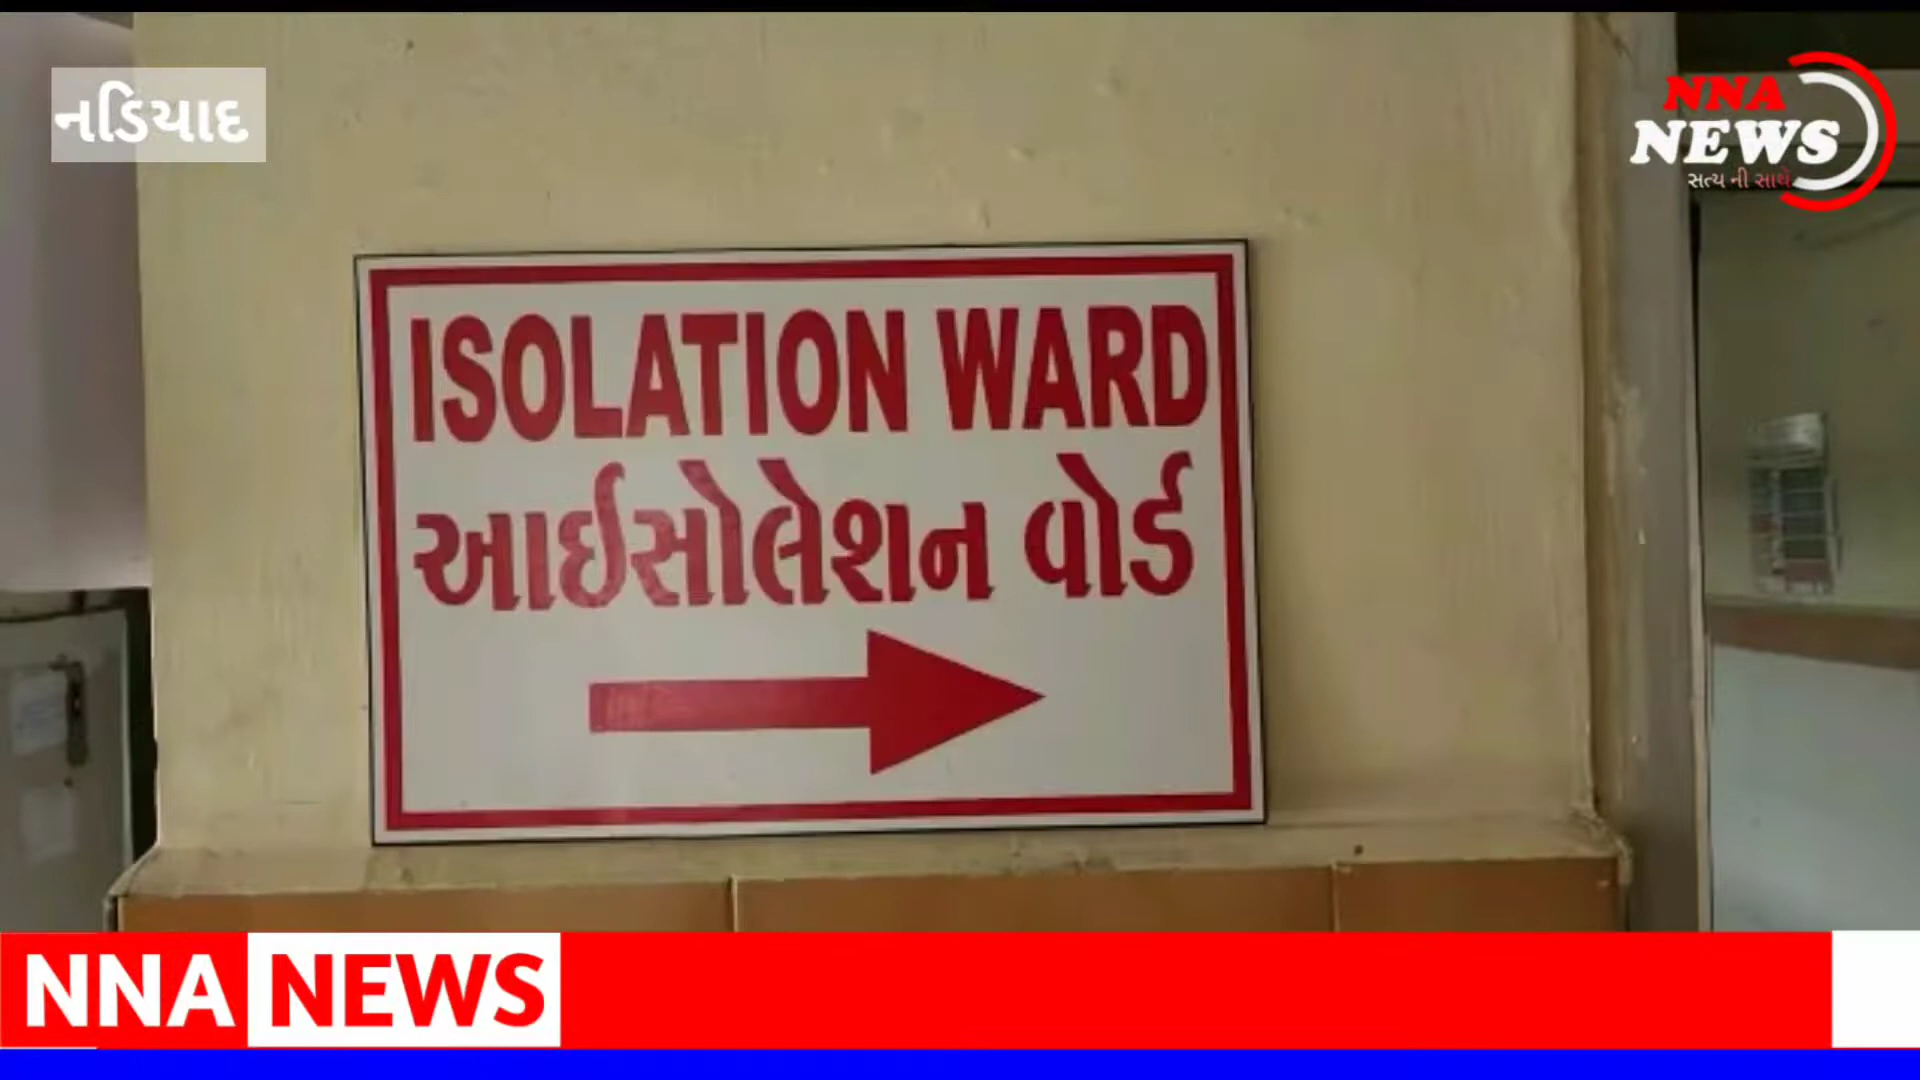 નડિયાદ
NNA
NEWS
સત્ય ની સાથે
ISOLATION WARD
આઈસોલેશન વોર્ડ
NNA NEWS